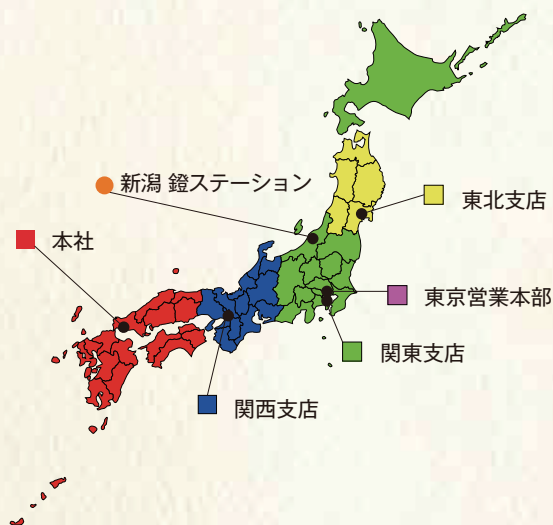 新潟 鐙ステーション
東北支店
本社
東京営業本部
関東支店
関西支店